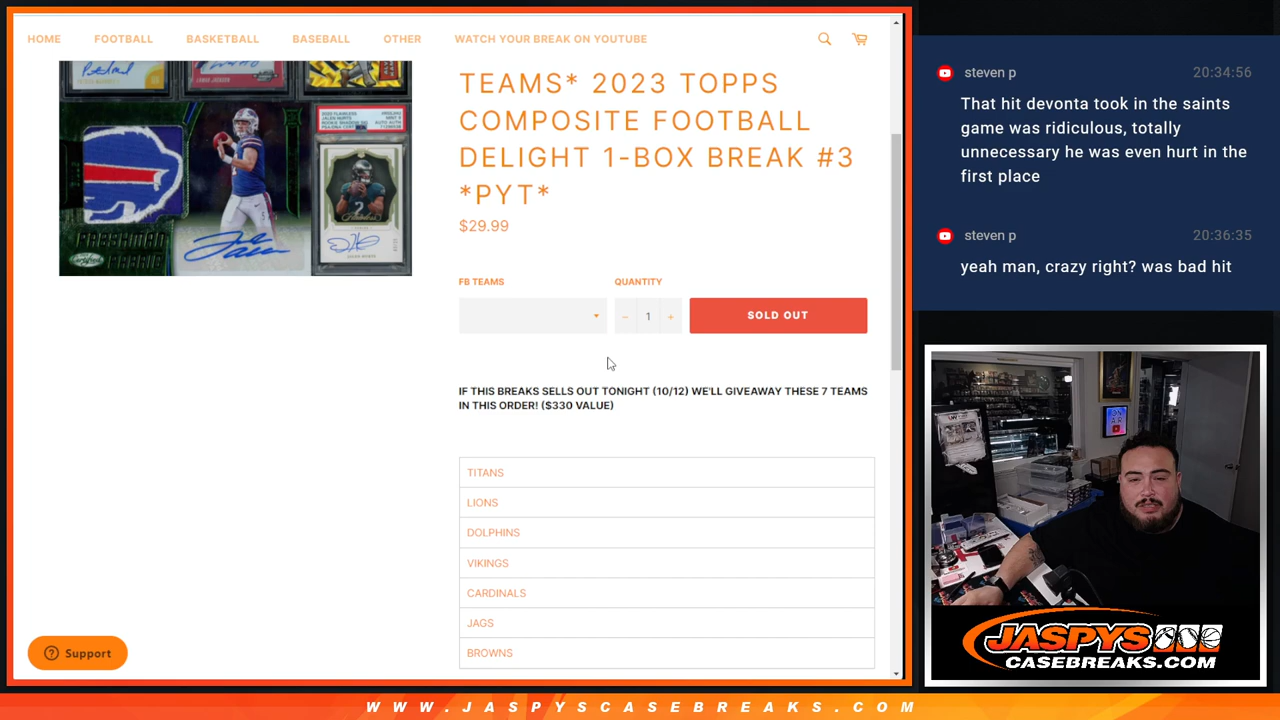 HOME FOOTBALL BASKETBALL BASEBALL OTHER WATCH YOUR BREAK ON YOUTUBE
TEAMS* 2023 TOPPS
COMPOSITE FOOTBALL
DELIGHT 1-BOX BREAK #3
*PYT*
$29.99
FB TEAMS QUANTITY
− 1 + SOLD OUT
IF THIS BREAKS SELLS OUT TONIGHT (10/12) WE'LL GIVEAWAY THESE 7 TEAMS
IN THIS ORDER! ($330 VALUE)
TITANS
LIONS
DOLPHINS
VIKINGS
CARDINALS
JAGS
BROWNS
Support
steven p 20:34:56
That hit devonta took in the saints
game was ridiculous, totally
unnecessary he was even hurt in the
first place
steven p 20:36:35
yeah man, crazy right? was bad hit
ON
AIR
JASPYS
CASEBREAKS.COM
WWW.JASPYSCASEBREAKS.COM